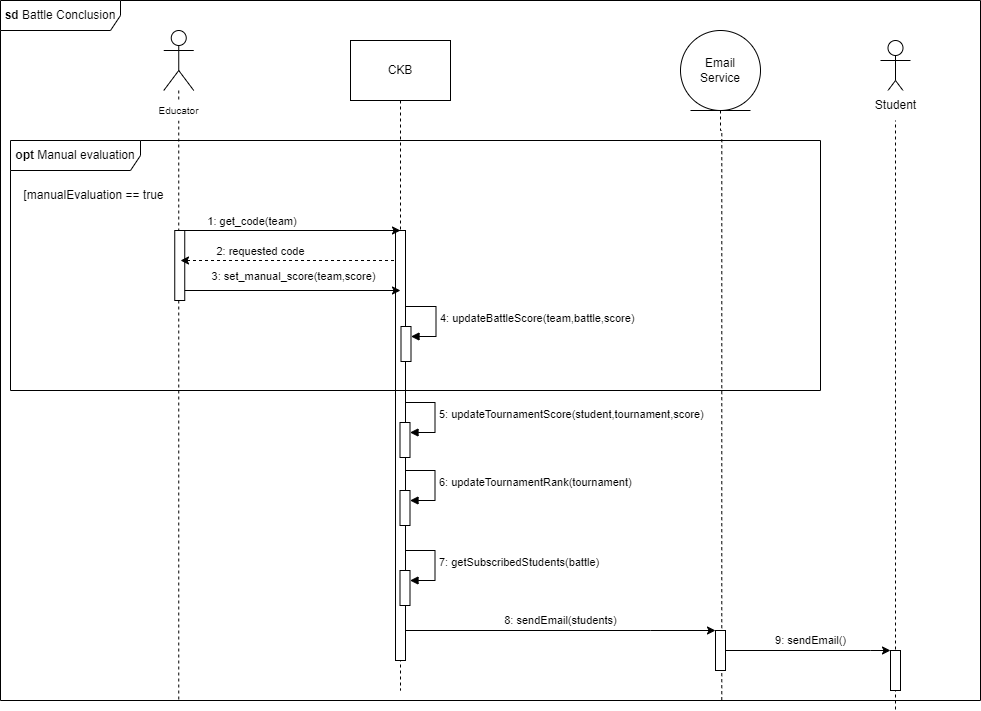 sd Battle Conclusion
Educator
CKB
Email
Service
Student
opt Manual evaluation
[manualEvaluation == true
1: get_code(team)
2: requested code
3: set_manual_score(team,score)
4: updateBattleScore(team,battle,score)
5: updateTournamentScore(student,tournament,score)
6: updateTournamentRank(tournament)
7: getSubscribedStudents(battle)
8: sendEmail(students)
9: sendEmail()